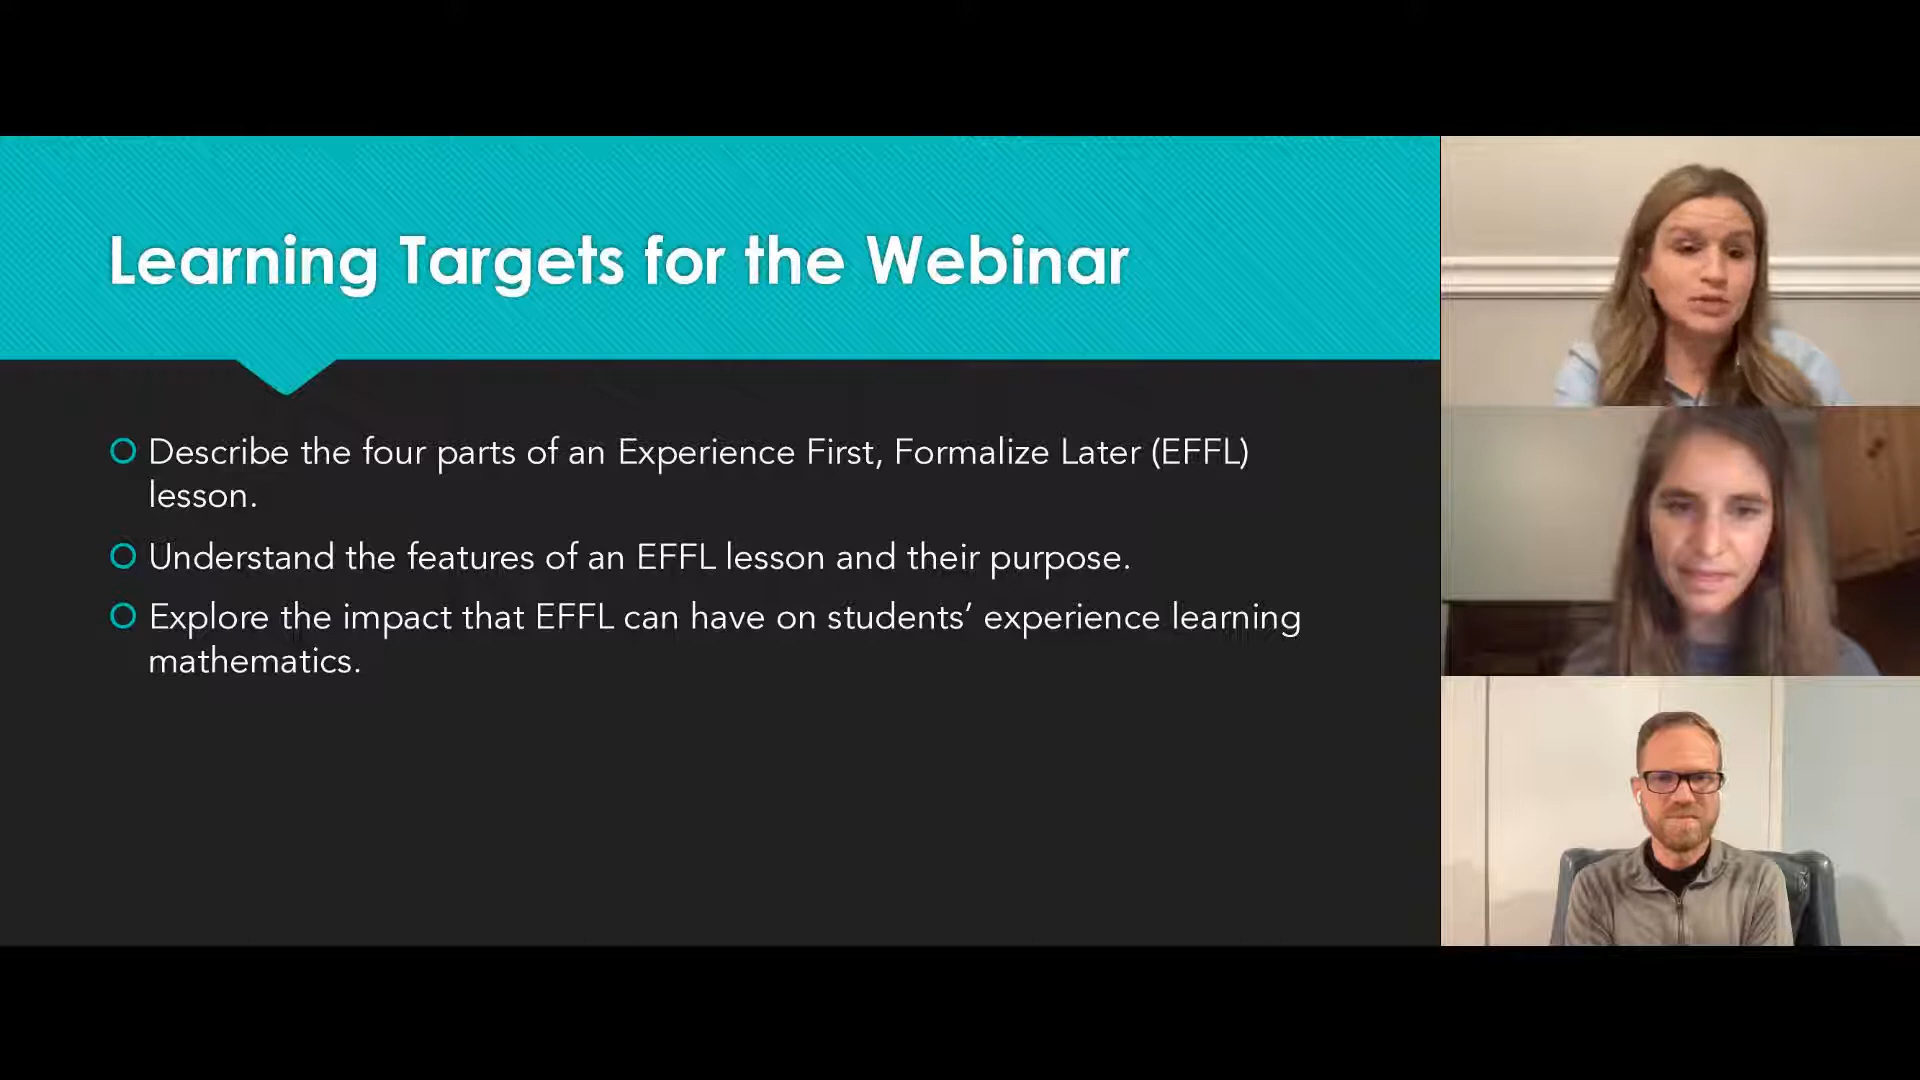 Learning Targets for the Webinar
Describe the four parts of an Experience First, Formalize Later (EFFL)
lesson.
Understand the features of an EFFL lesson and their purpose.
Explore the impact that EFFL can have on students’ experience learning
mathematics.